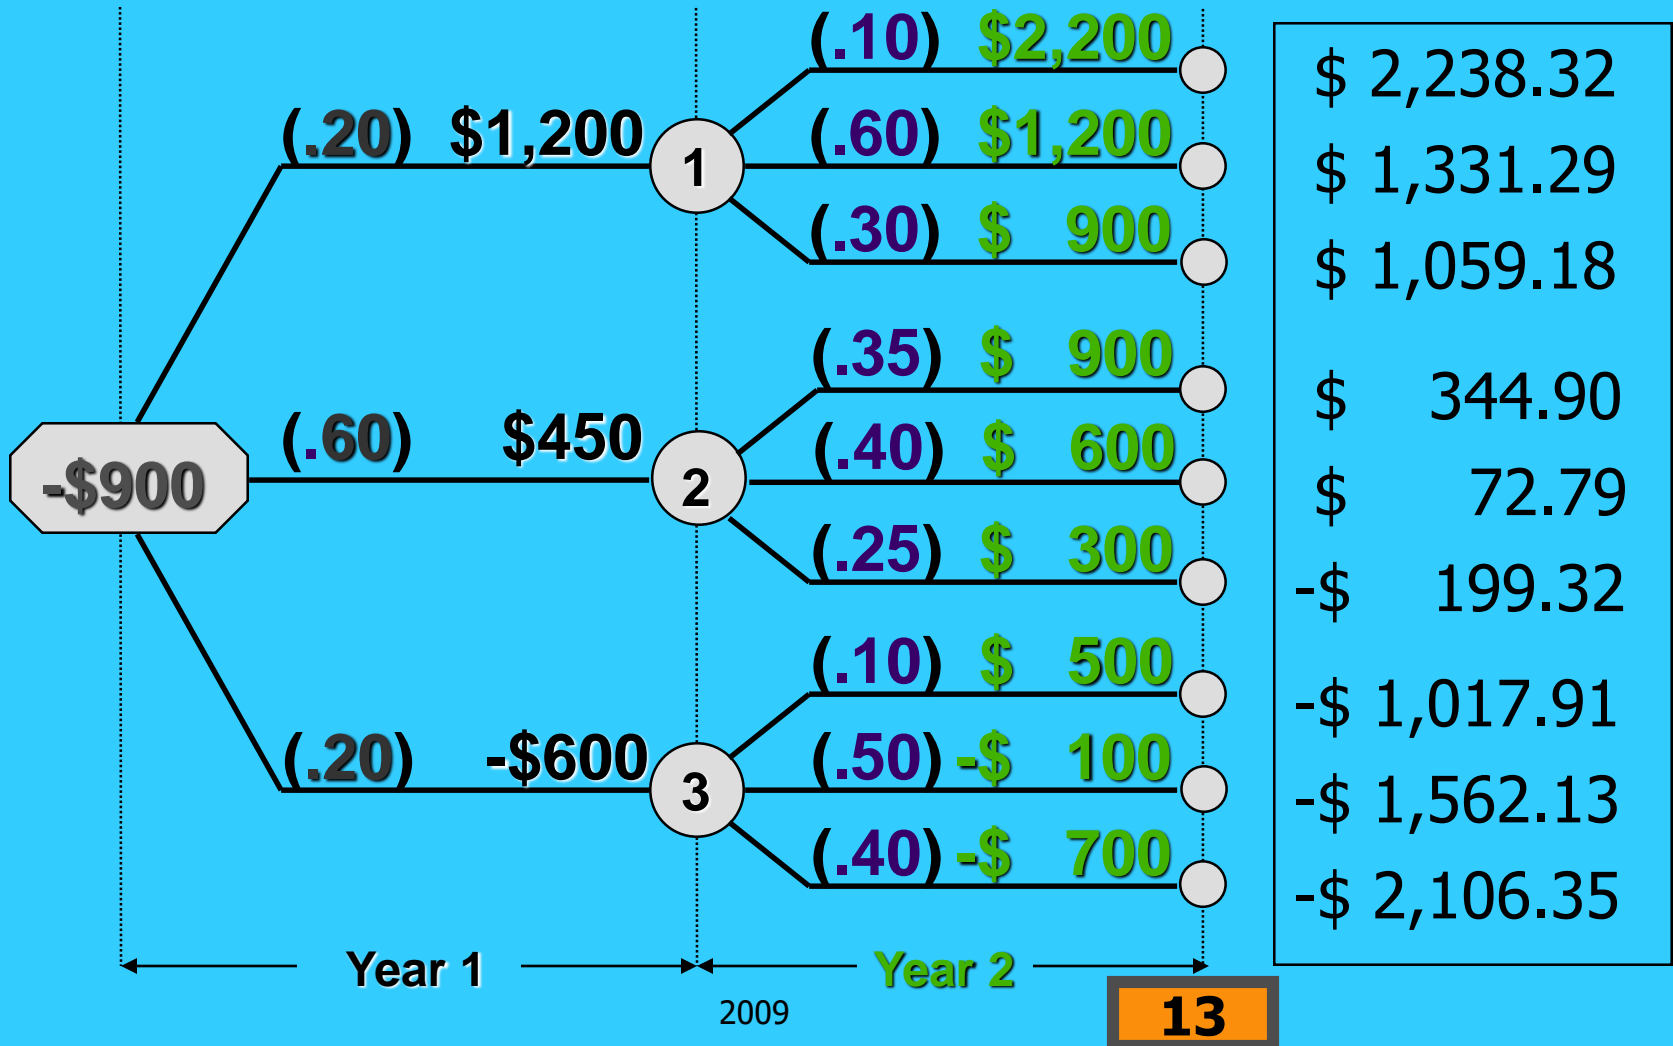 (.10) $2,200 $ 2,238.32
(.20) $1,200 1 (.60) $1,200 $ 1,331.29
(.30) $ 900 $ 1,059.18
(.35) $ 900 $ 344.90
-$900 (.60) $450 2 (.40) $ 600 $ 72.79
(.25) $ 300 -$ 199.32
(.10) $ 500 -$ 1,017.91
(.20) -$600 3 (.50) -$ 100 -$ 1,562.13
(.40) -$ 700 -$ 2,106.35
Year 1 Year 2
2009 13